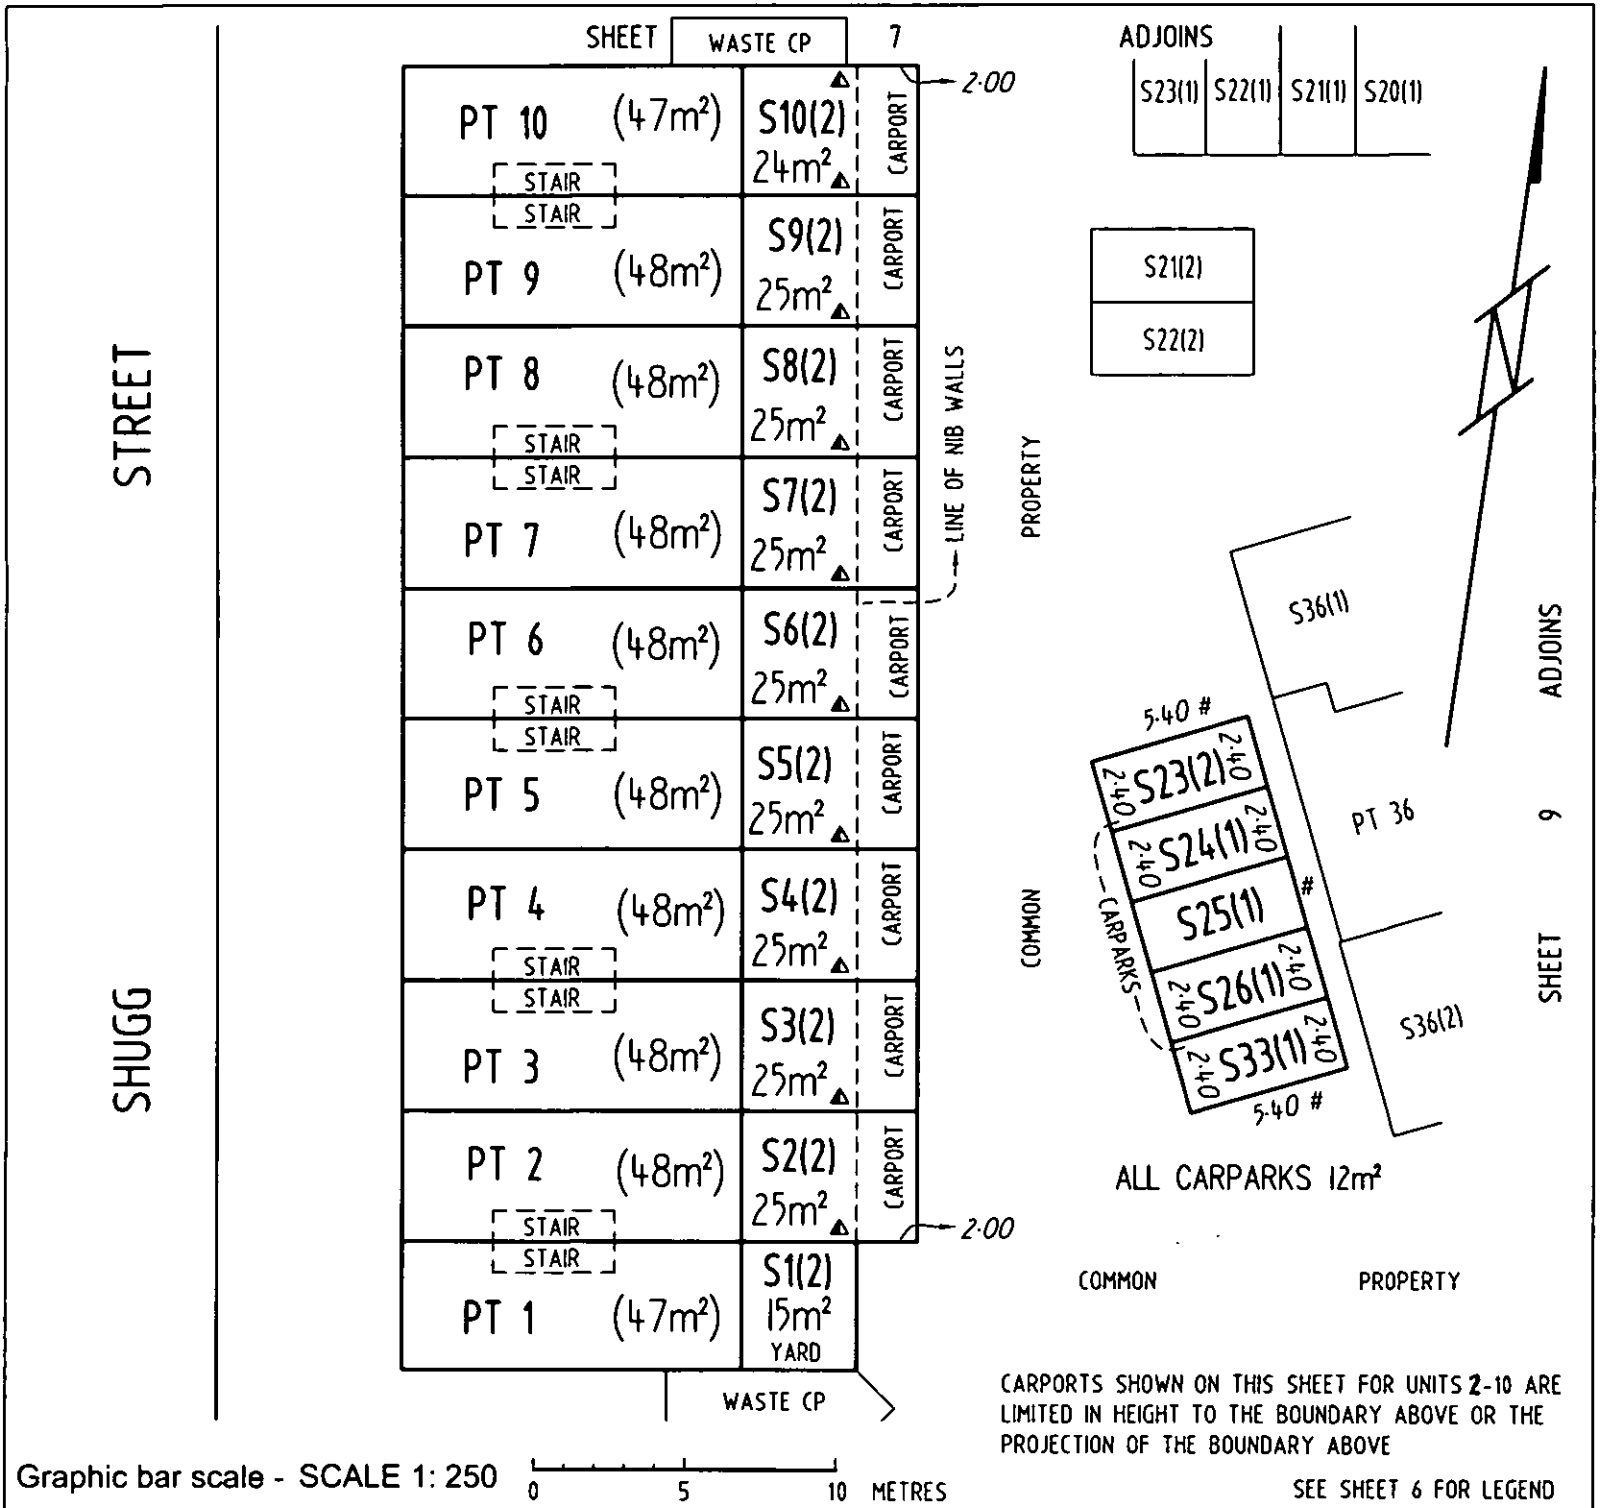 SHEET
WASTE CP
7
ADJOINS
2·00
S23(1) S22(1) S21(1) S20(1)
PT 10 (47m²) S10(2) 24m² CARPORT
STAIR
STAIR
PT 9 (48m²) S9(2) 25m² CARPORT
S21(2)
S22(2)
PT 8 (48m²) S8(2) 25m² CARPORT
STAIR
STAIR
PT 7 (48m²) S7(2) 25m² CARPORT
LINE OF NIB WALLS
PT 6 (48m²) S6(2) 25m² CARPORT
STAIR
STAIR
PT 5 (48m²) S5(2) 25m² CARPORT
PT 4 (48m²) S4(2) 25m² CARPORT
STAIR
STAIR
PT 3 (48m²) S3(2) 25m² CARPORT
PT 2 (48m²) S2(2) 25m² CARPORT
2·00
STAIR
STAIR
PT 1 (47m²) S1(2) 15m² YARD
WASTE CP
SHUGG STREET
COMMON PROPERTY
N
S36(1)
PT 36
S36(2)
SHEET 9 ADJOINS
5·40 #
2·40 S23(2) 2·40
2·40 S24(1) 2·40
S25(1) #
2·40 S26(1) 2·40
2·40 S33(1) 2·40
5·40 #
CARPARKS
ALL CARPARKS 12m²
COMMON PROPERTY
CARPORTS SHOWN ON THIS SHEET FOR UNITS 2-10 ARE
LIMITED IN HEIGHT TO THE BOUNDARY ABOVE OR THE
PROJECTION OF THE BOUNDARY ABOVE
Graphic bar scale - SCALE 1: 250
0 5 10 METRES
SEE SHEET 6 FOR LEGEND